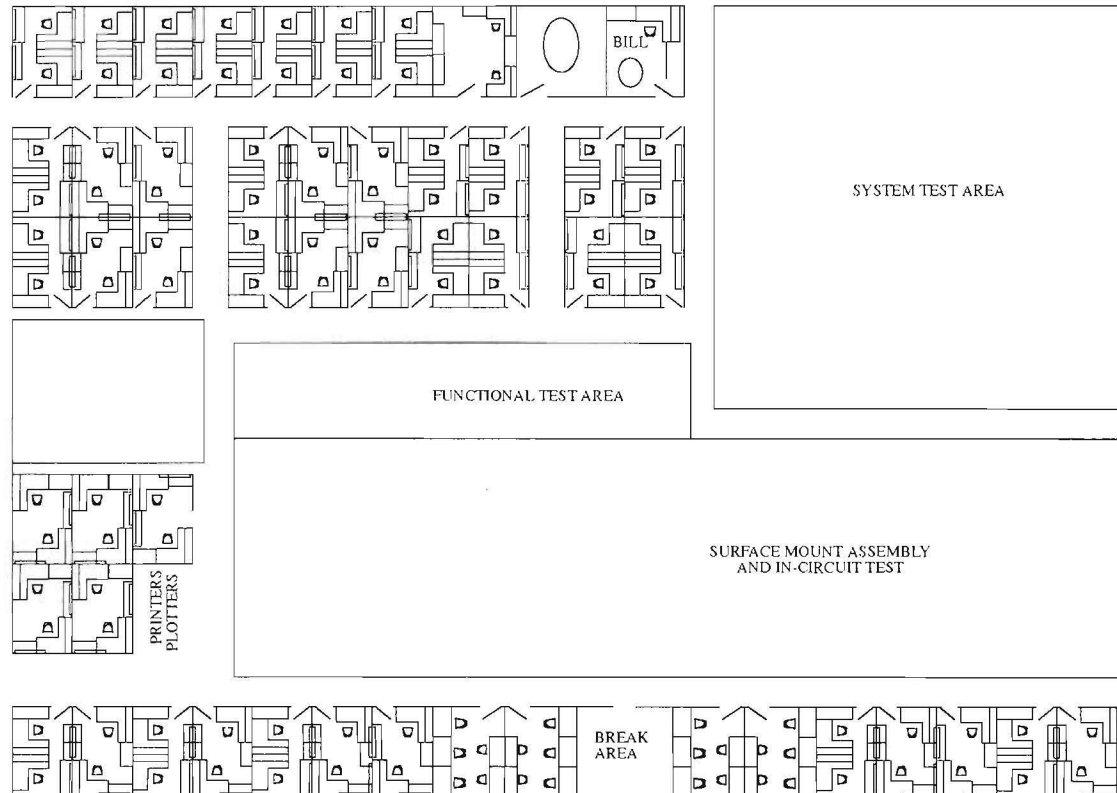 BILL
SYSTEM TEST AREA
FUNCTIONAL TEST AREA
SURFACE MOUNT ASSEMBLY
AND IN-CIRCUIT TEST
PRINTERS
PLOTTERS
BREAK
AREA